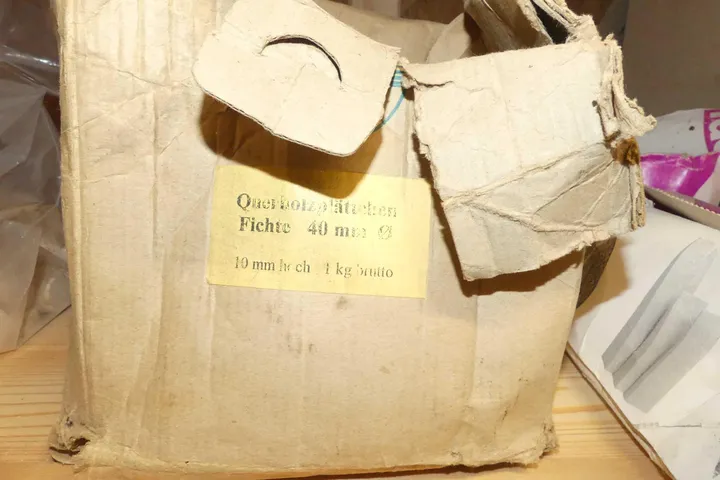 Querholzplättchen
Fichte 40 mm Ø
10 mm hoch 1 kg brutto